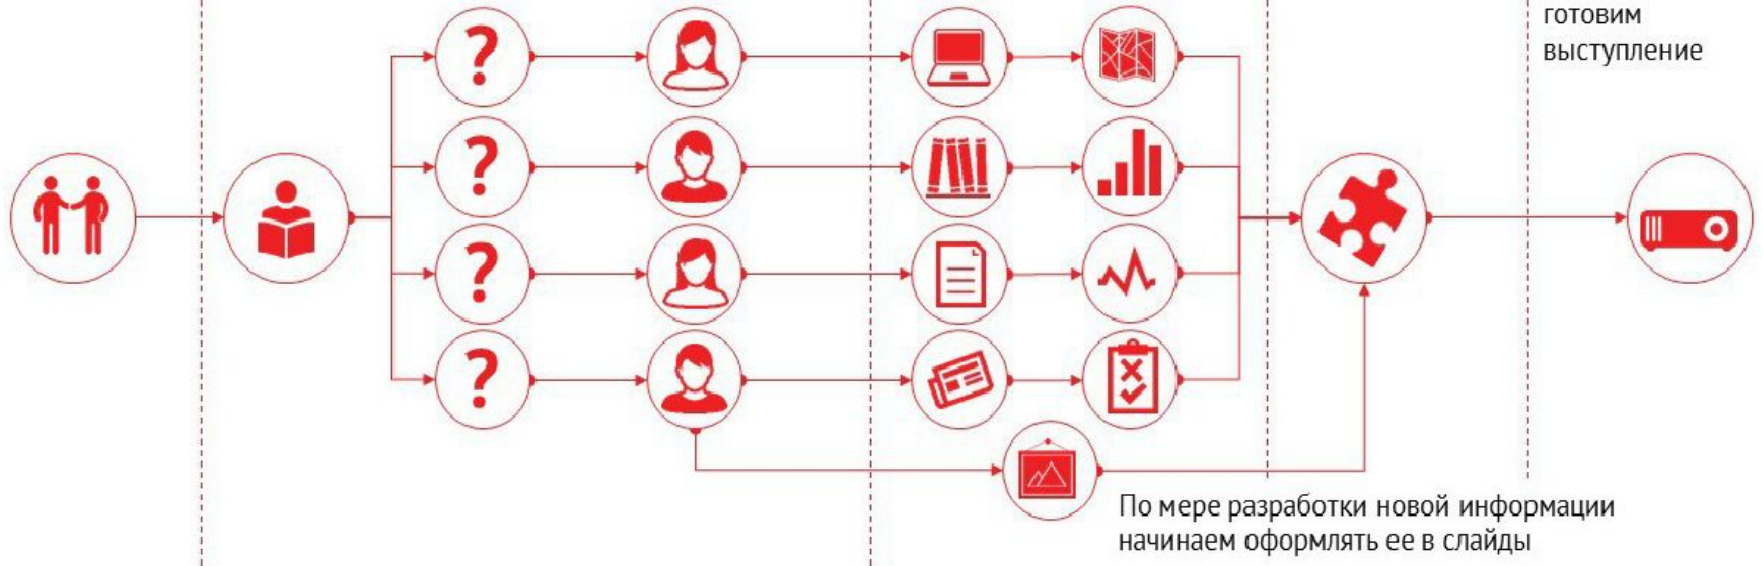 готовим
выступление
По мере разработки новой информации
начинаем оформлять ее в слайды